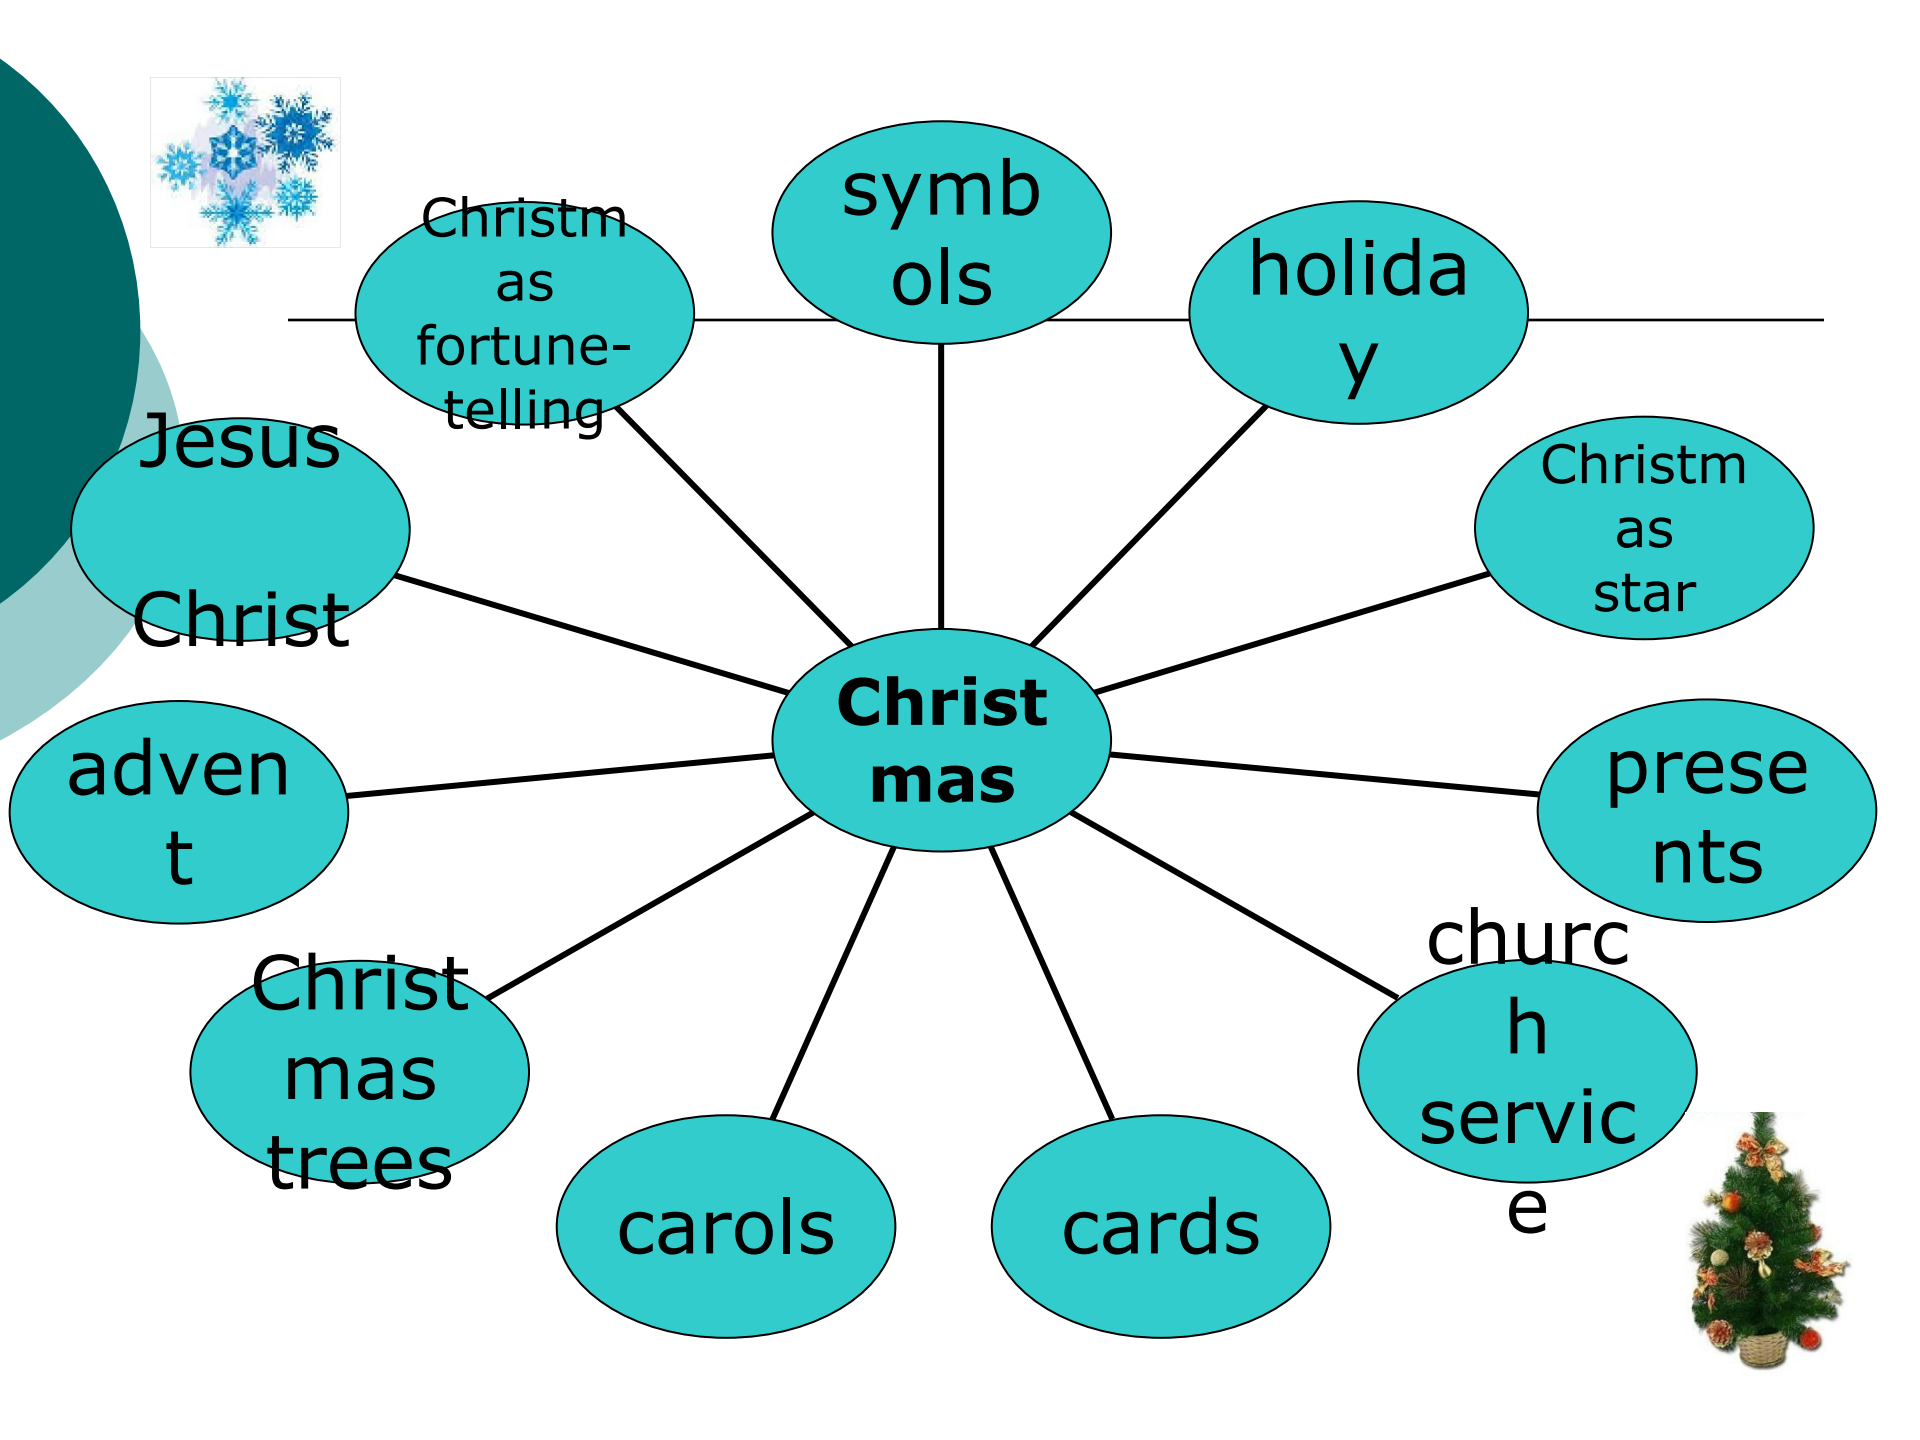 symb
ols
Christm
as
fortune-
telling
holida
y
Jesus
Christ
Christm
as
star
Christ
mas
adven
t
prese
nts
Christ
mas
trees
churc
h
servic
e
carols
cards